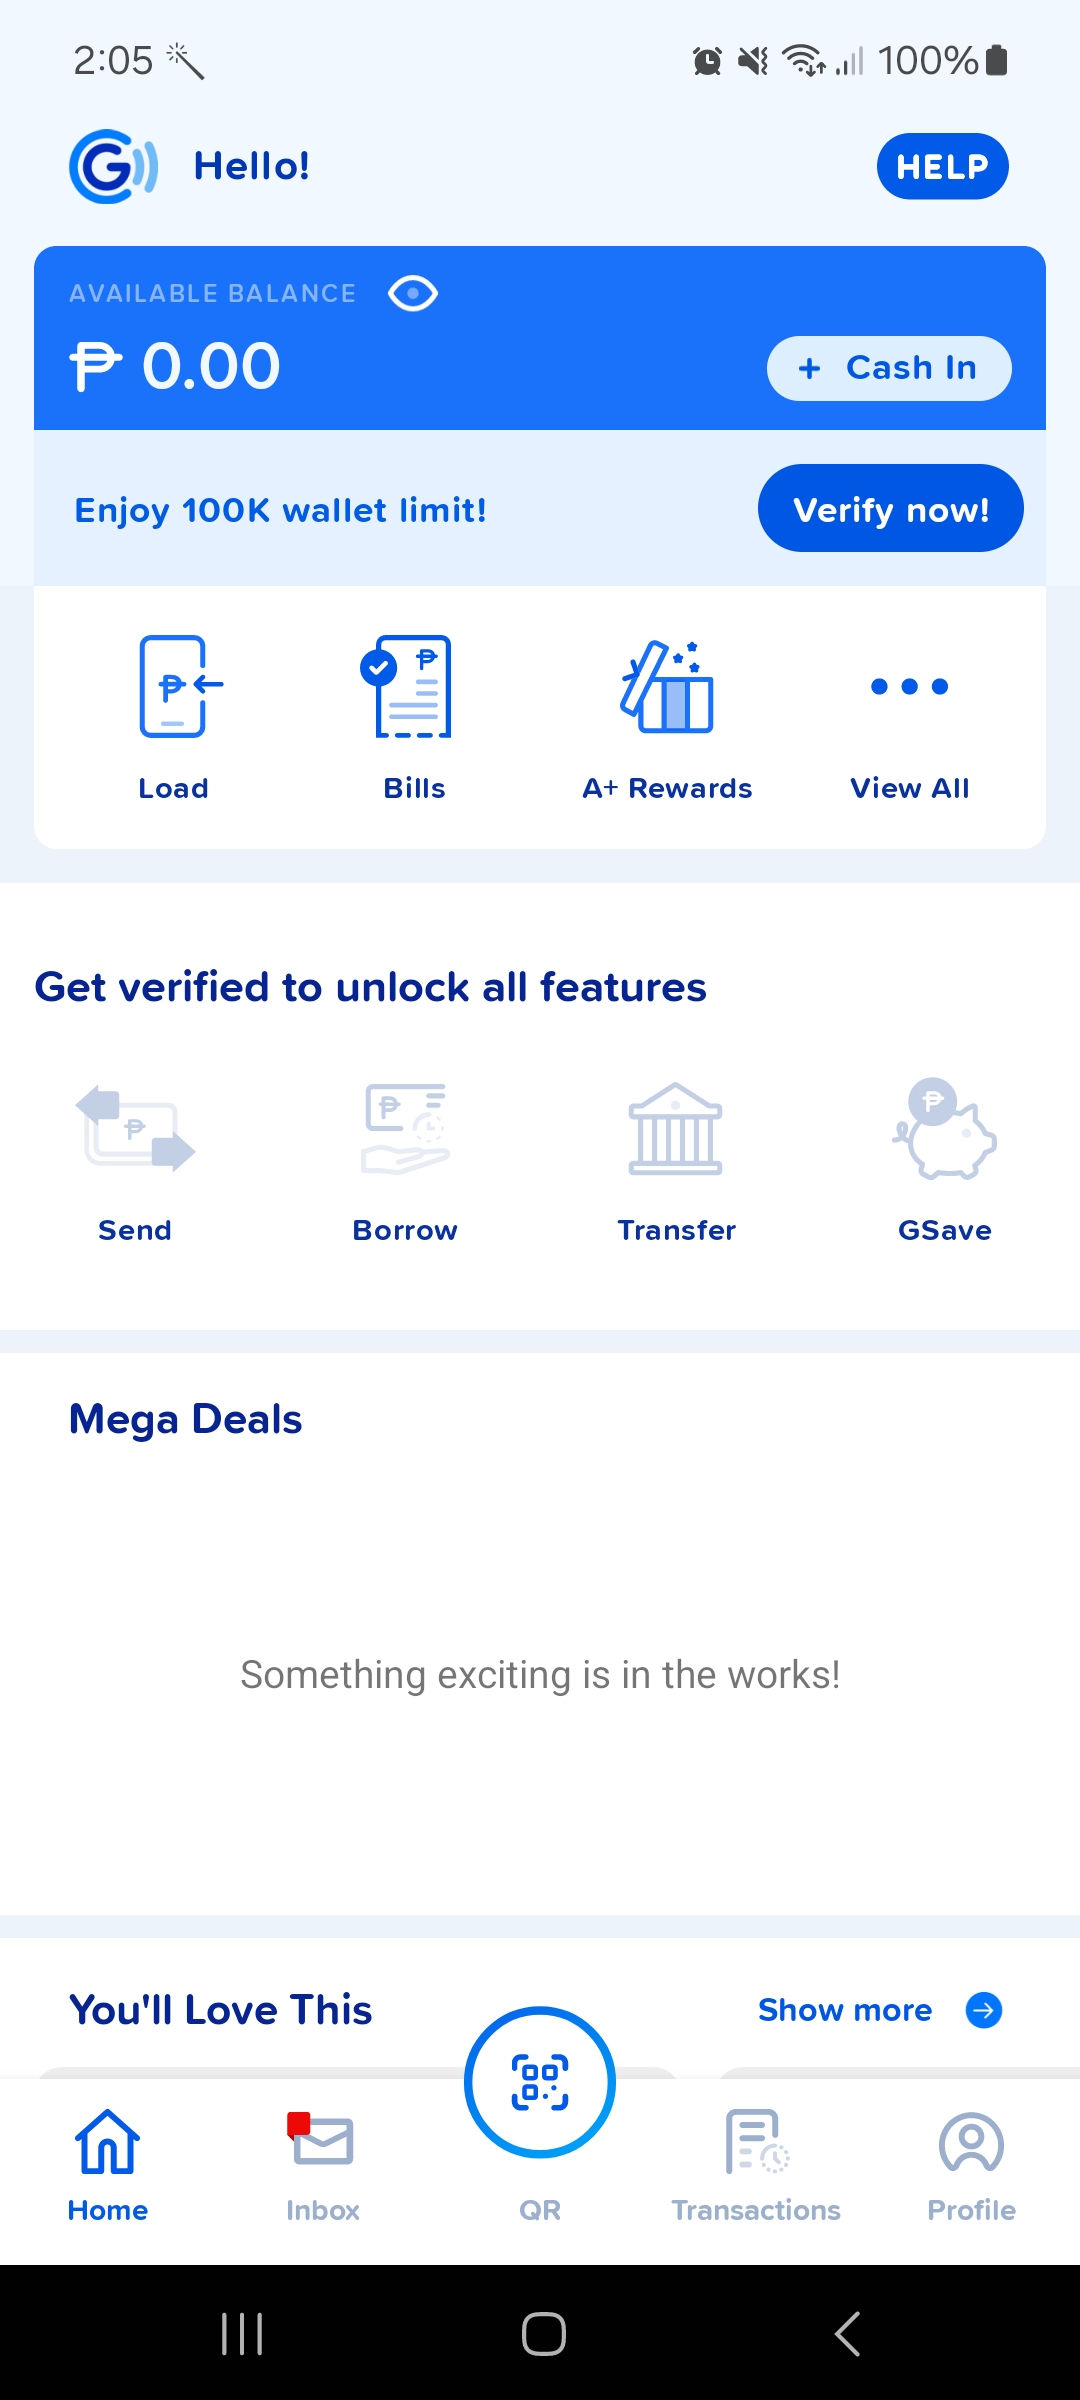 2:05 100%
Hello! HELP
AVAILABLE BALANCE
₱ 0.00 + Cash In
Enjoy 100K wallet limit! Verify now!
Load Bills A+ Rewards View All
Get verified to unlock all features
Send Borrow Transfer GSave
Mega Deals
Something exciting is in the works!
You'll Love This Show more
Home Inbox QR Transactions Profile